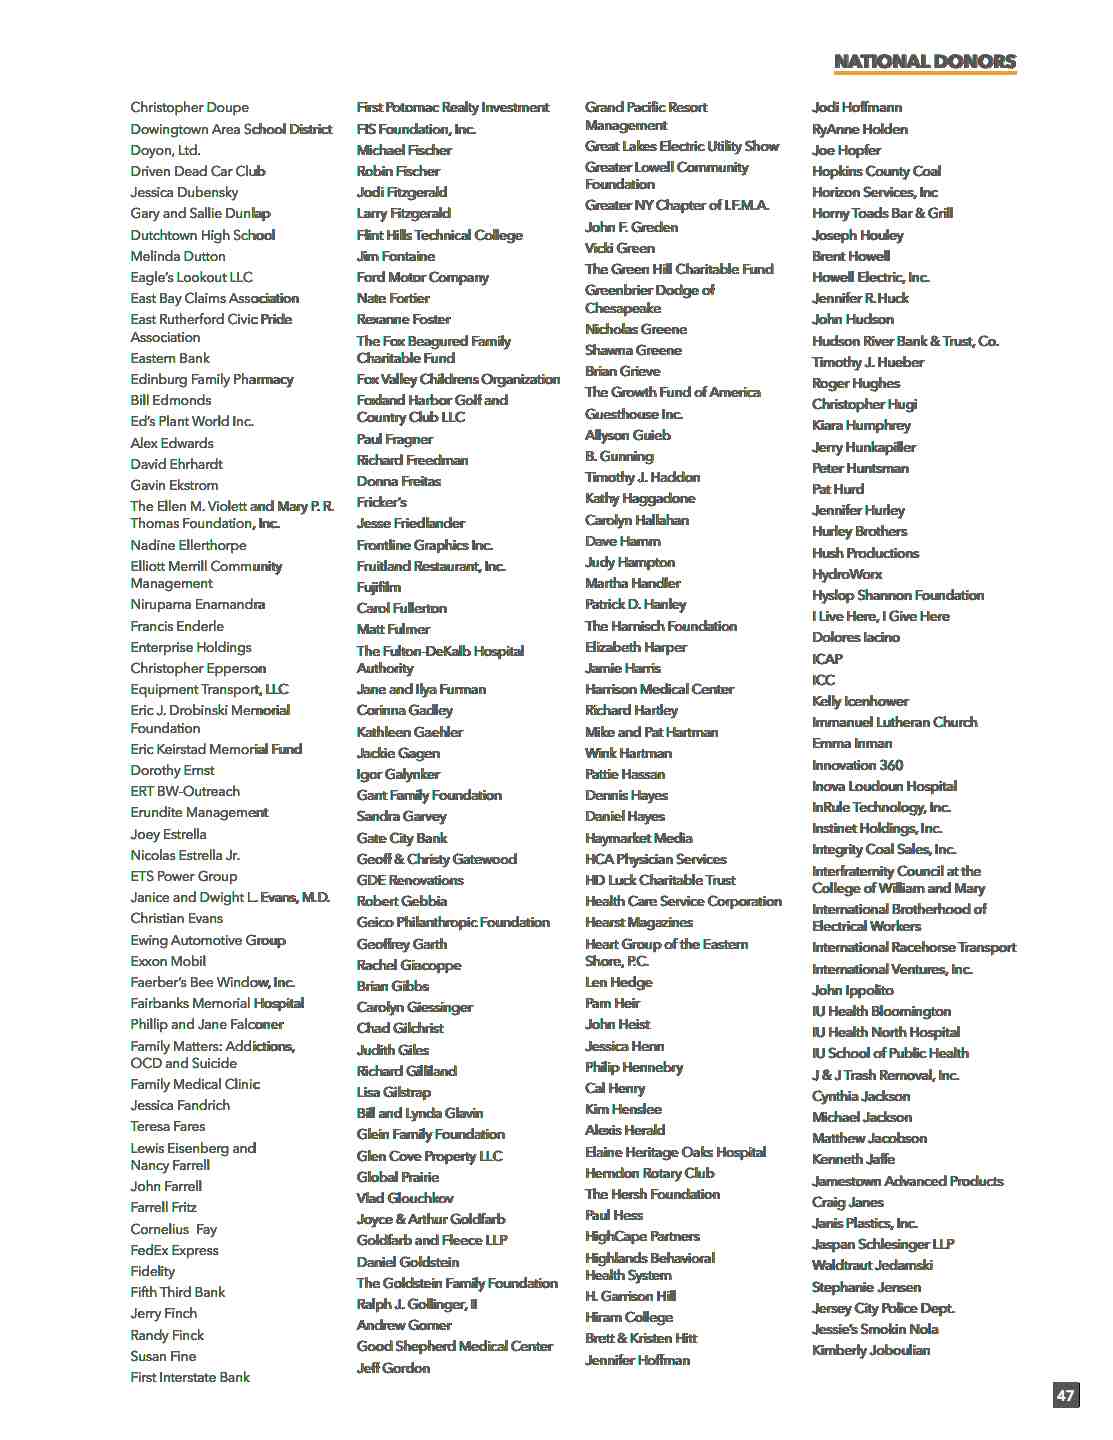 NATIONAL DONORS
Christopher Doupe
Dowingtown Area School District
Doyon, Ltd.
Driven Dead Car Club
Jessica Dubensky
Gary and Sallie Dunlap
Dutchtown High School
Melinda Dutton
Eagle's Lookout LLC
East Bay Claims Association
East Rutherford Civic Pride
Association
Eastern Bank
Edinburg Family Pharmacy
Bill Edmonds
Ed's Plant World Inc.
Alex Edwards
David Ehrhardt
Gavin Ekstrom
The Ellen M. Violett and Mary P. R.
Thomas Foundation, Inc.
Nadine Ellerthorpe
Elliott Merrill Community
Management
Nirupama Enamandra
Francis Enderle
Enterprise Holdings
Christopher Epperson
Equipment Transport, LLC
Eric J. Drobinski Memorial
Foundation
Eric Keirstad Memorial Fund
Dorothy Ernst
ERT BW-Outreach
Erundite Management
Joey Estrella
Nicolas Estrella Jr.
ETS Power Group
Janice and Dwight L. Evans, M.D.
Christian Evans
Ewing Automotive Group
Exxon Mobil
Faerber's Bee Window, Inc.
Fairbanks Memorial Hospital
Phillip and Jane Falconer
Family Matters: Addictions,
OCD and Suicide
Family Medical Clinic
Jessica Fandrich
Teresa Fares
Lewis Eisenberg and
Nancy Farrell
John Farrell
Farrell Fritz
Cornelius Fay
FedEx Express
Fidelity
Fifth Third Bank
Jerry Finch
Randy Finck
Susan Fine
First Interstate Bank
First Potomac Realty Investment
FIS Foundation, Inc.
Michael Fischer
Robin Fischer
Jodi Fitzgerald
Larry Fitzgerald
Flint Hills Technical College
Jim Fontaine
Ford Motor Company
Nate Fortier
Rexanne Foster
The Fox Beagured Family
Charitable Fund
Fox Valley Childrens Organization
Foxland Harbor Golf and
Country Club LLC
Paul Fragner
Richard Freedman
Donna Freitas
Fricker's
Jesse Friedlander
Frontline Graphics Inc.
Fruitland Restaurant, Inc.
Fujifilm
Carol Fullerton
Matt Fulmer
The Fulton-DeKalb Hospital
Authority
Jane and Ilya Furman
Corinna Gadley
Kathleen Gaehler
Jackie Gagen
Igor Galynker
Gant Family Foundation
Sandra Garvey
Gate City Bank
Geoff & Christy Gatewood
GDE Renovations
Robert Gebbia
Geico Philanthropic Foundation
Geoffrey Garth
Rachel Giacoppe
Brian Gibbs
Carolyn Giessinger
Chad Gilchrist
Judith Giles
Richard Gilliland
Lisa Gilstrap
Bill and Lynda Glavin
Glein Family Foundation
Glen Cove Property LLC
Global Prairie
Vlad Glouchkov
Joyce & Arthur Goldfarb
Goldfarb and Fleece LLP
Daniel Goldstein
The Goldstein Family Foundation
Ralph J. Gollinger, II
Andrew Gomer
Good Shepherd Medical Center
Jeff Gordon
Grand Pacific Resort
Management
Great Lakes Electric Utility Show
Greater Lowell Community
Foundation
Greater NY Chapter of I.F.M.A.
John F. Greden
Vicki Green
The Green Hill Charitable Fund
Greenbrier Dodge of
Chesapeake
Nicholas Greene
Shawna Greene
Brian Grieve
The Growth Fund of America
Guesthouse Inc.
Allyson Guieb
B. Gunning
Timothy J. Haddon
Kathy Haggadone
Carolyn Hallahan
Dave Hamm
Judy Hampton
Martha Handler
Patrick D. Hanley
The Harnisch Foundation
Elizabeth Harper
Jamie Harris
Harrison Medical Center
Richard Hartley
Mike and Pat Hartman
Wink Hartman
Pattie Hassan
Dennis Hayes
Daniel Hayes
Haymarket Media
HCA Physician Services
HD Luck Charitable Trust
Health Care Service Corporation
Hearst Magazines
Heart Group of the Eastern
Shore, P.C.
Len Hedge
Pam Heir
John Heist
Jessica Henn
Philip Hennebry
Cal Henry
Kim Henslee
Alexis Herald
Elaine Heritage Oaks Hospital
Herndon Rotary Club
The Hersh Foundation
Paul Hess
HighCape Partners
Highlands Behavioral
Health System
H. Garrison Hill
Hiram College
Brett & Kristen Hitt
Jennifer Hoffman
Jodi Hoffmann
RyAnne Holden
Joe Hopfer
Hopkins County Coal
Horizon Services, Inc
Horny Toads Bar & Grill
Joseph Houley
Brent Howell
Howell Electric, Inc.
Jennifer R. Huck
John Hudson
Hudson River Bank & Trust, Co.
Timothy J. Hueber
Roger Hughes
Christopher Hugi
Kiara Humphrey
Jerry Hunkapiller
Peter Huntsman
Pat Hurd
Jennifer Hurley
Hurley Brothers
Hush Productions
HydroWorx
Hyslop Shannon Foundation
I Live Here, I Give Here
Dolores Iacino
ICAP
ICC
Kelly Icenhower
Immanuel Lutheran Church
Emma Inman
Innovation 360
Inova Loudoun Hospital
InRule Technology, Inc.
Instinet Holdings, Inc.
Integrity Coal Sales, Inc.
Interfraternity Council at the
College of William and Mary
International Brotherhood of
Electrical Workers
International Racehorse Transport
International Ventures, Inc.
John Ippolito
IU Health Bloomington
IU Health North Hospital
IU School of Public Health
J & J Trash Removal, Inc.
Cynthia Jackson
Michael Jackson
Matthew Jacobson
Kenneth Jaffe
Jamestown Advanced Products
Craig Janes
Janis Plastics, Inc.
Jaspan Schlesinger LLP
Waldtraut Jedamski
Stephanie Jensen
Jersey City Police Dept.
Jessie's Smokin Nola
Kimberly Joboulian
47